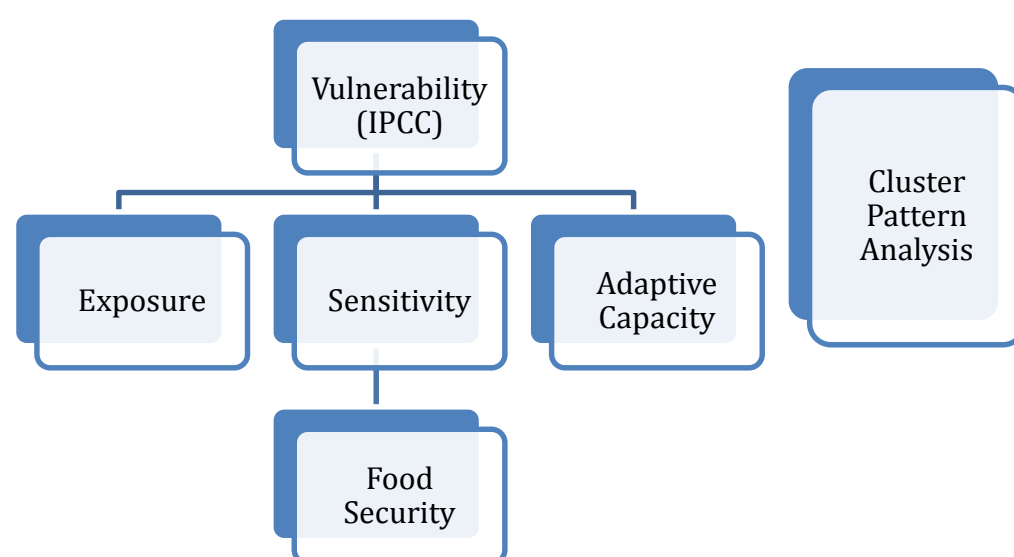 Vulnerability
(IPCC)
Cluster
Pattern
Analysis
Exposure
Sensitivity
Adaptive
Capacity
Food
Security